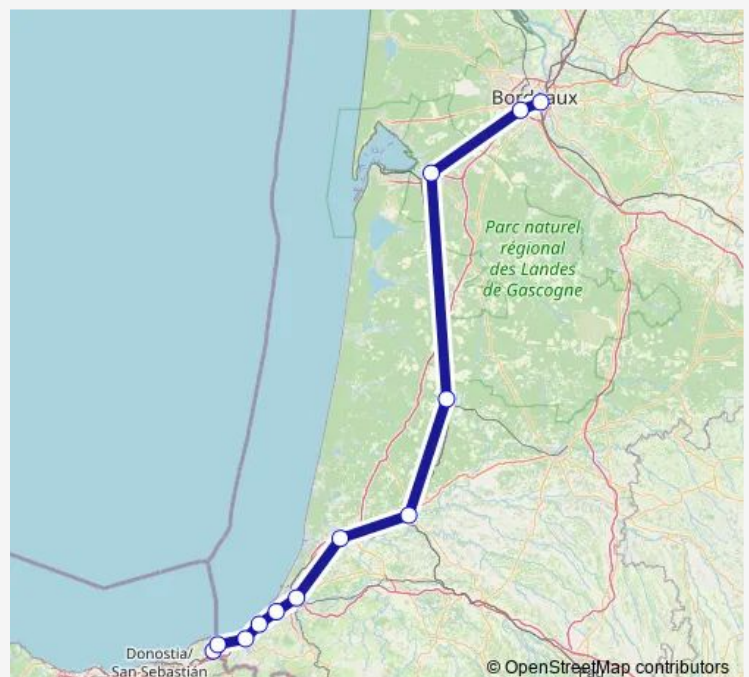 Bordeaux
Parc naturel
régional
des Landes
de Gascogne
Donostia/
San Sebastián
© OpenStreetMap contributors